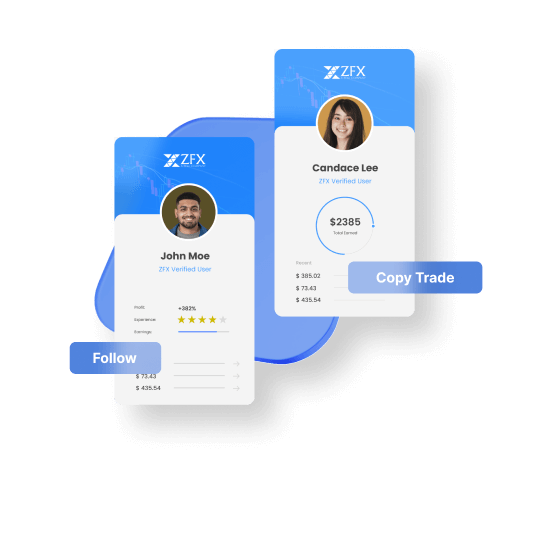 ZFX
John Moe
ZFX Verified User
Profit: +382%
Experience:
Earnings:
Follow
$ 73.43
$ 435.54
ZFX
Candace Lee
ZFX Verified User
$2385
Total Earned
Recent:
$ 385.02
$ 73.43
$ 435.54
Copy Trade